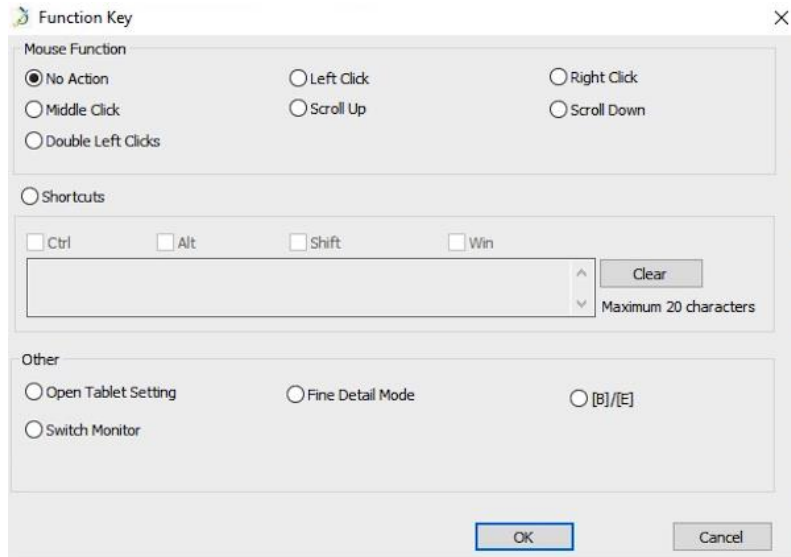 Function Key
Mouse Function
No Action Left Click Right Click
Middle Click Scroll Up Scroll Down
Double Left Clicks
Shortcuts
Ctrl Alt Shift Win
Clear
Maximum 20 characters
Other
Open Tablet Setting Fine Detail Mode [B]/[E]
Switch Monitor
OK Cancel